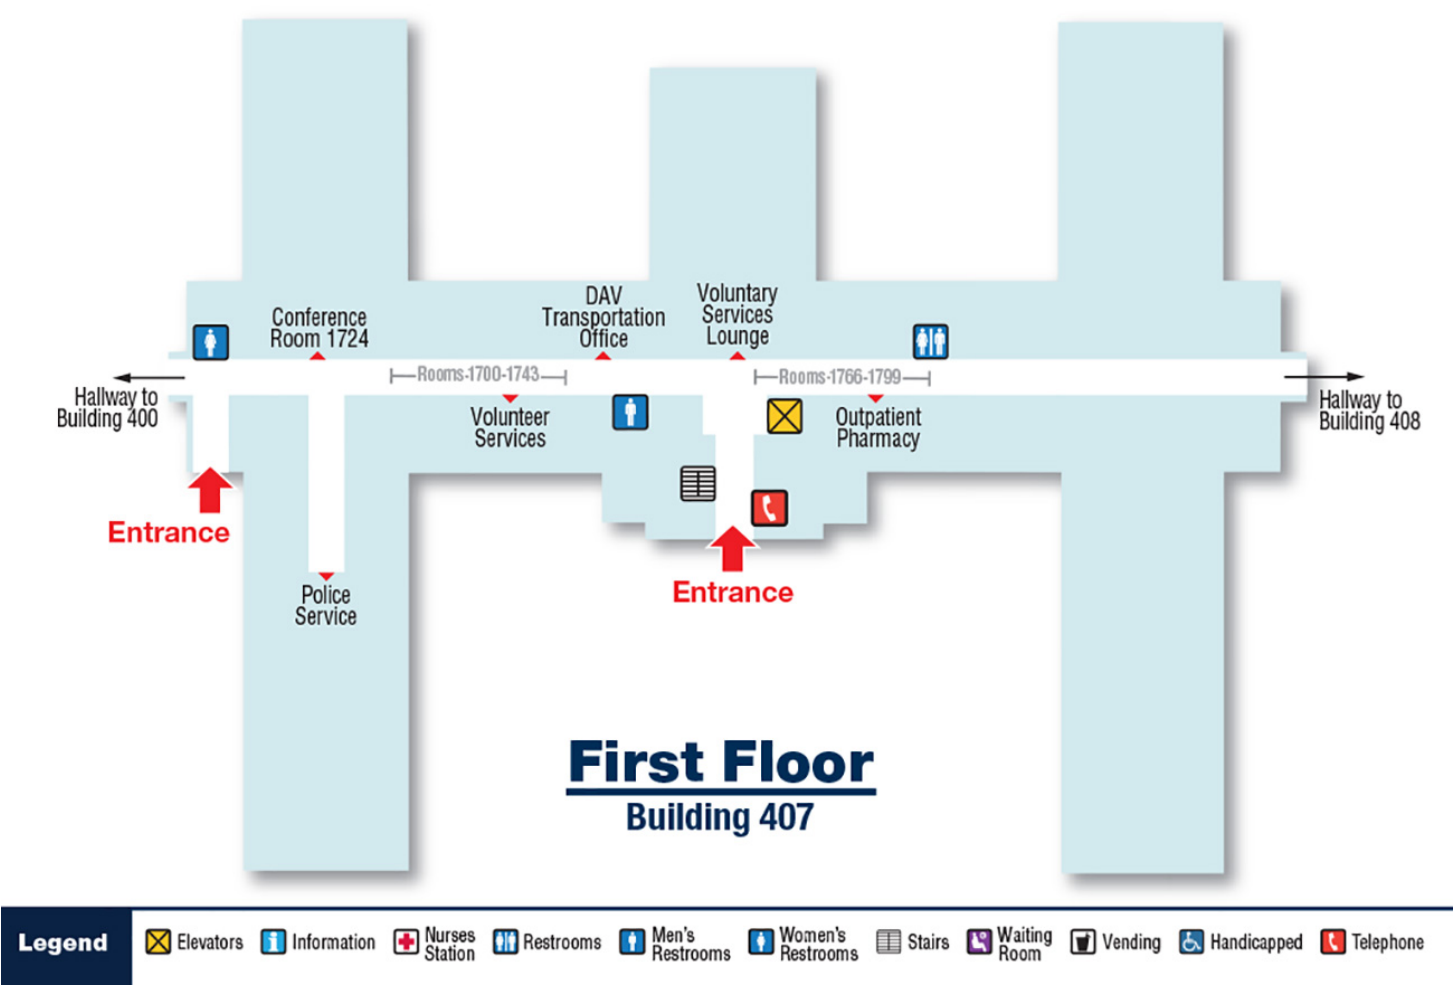 Conference
Room 1724
DAV
Transportation
Office
Voluntary
Services
Lounge
Rooms-1700-1743
Rooms-1766-1799
Hallway to
Building 400
Hallway to
Building 408
Volunteer
Services
Outpatient
Pharmacy
Entrance
Police
Service
Entrance
First Floor
Building 407
Legend
Elevators
Information
Nurses
Station
Restrooms
Men's
Restrooms
Women's
Restrooms
Stairs
Waiting
Room
Vending
Handicapped
Telephone